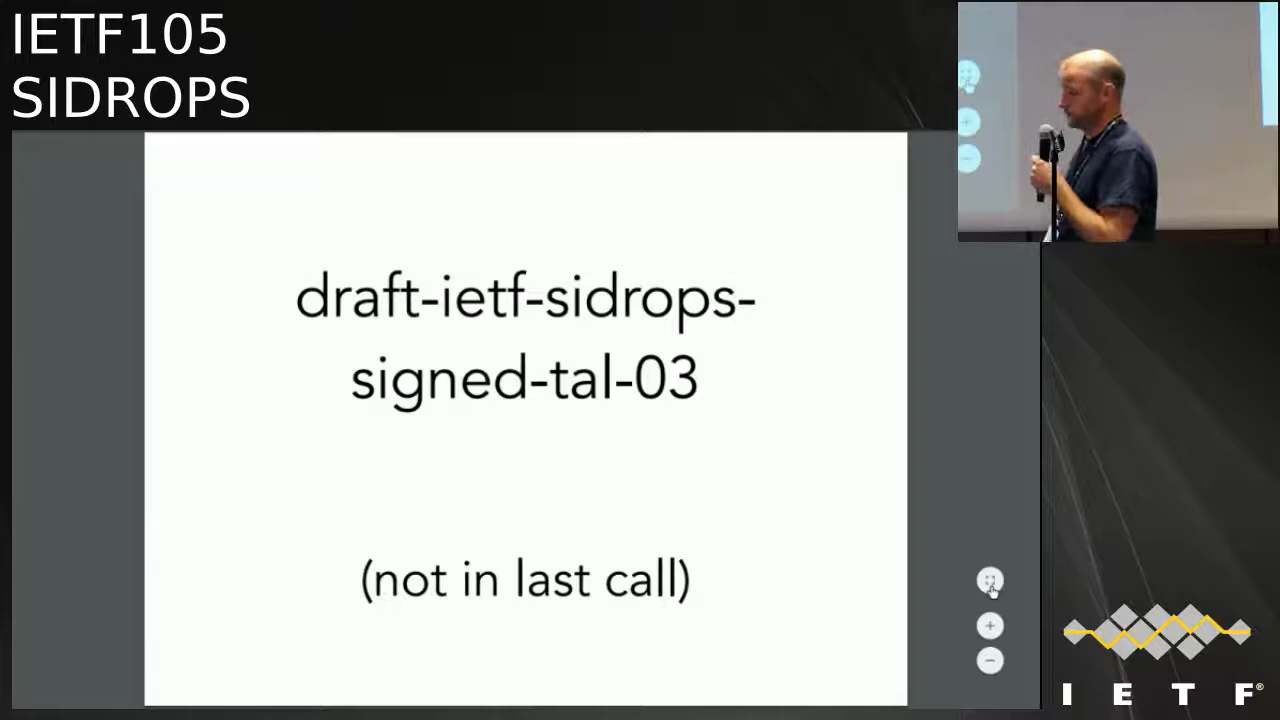 IETF105
SIDROPS
draft-ietf-sidrops-
signed-tal-03
(not in last call)
I E T F®